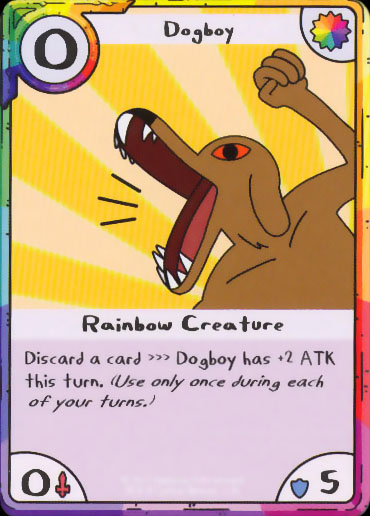 0
Dogboy
Rainbow Creature
Discard a card >>> Dogboy has +2 ATK
this turn. (Use only once during each
of your turns.)
0
5